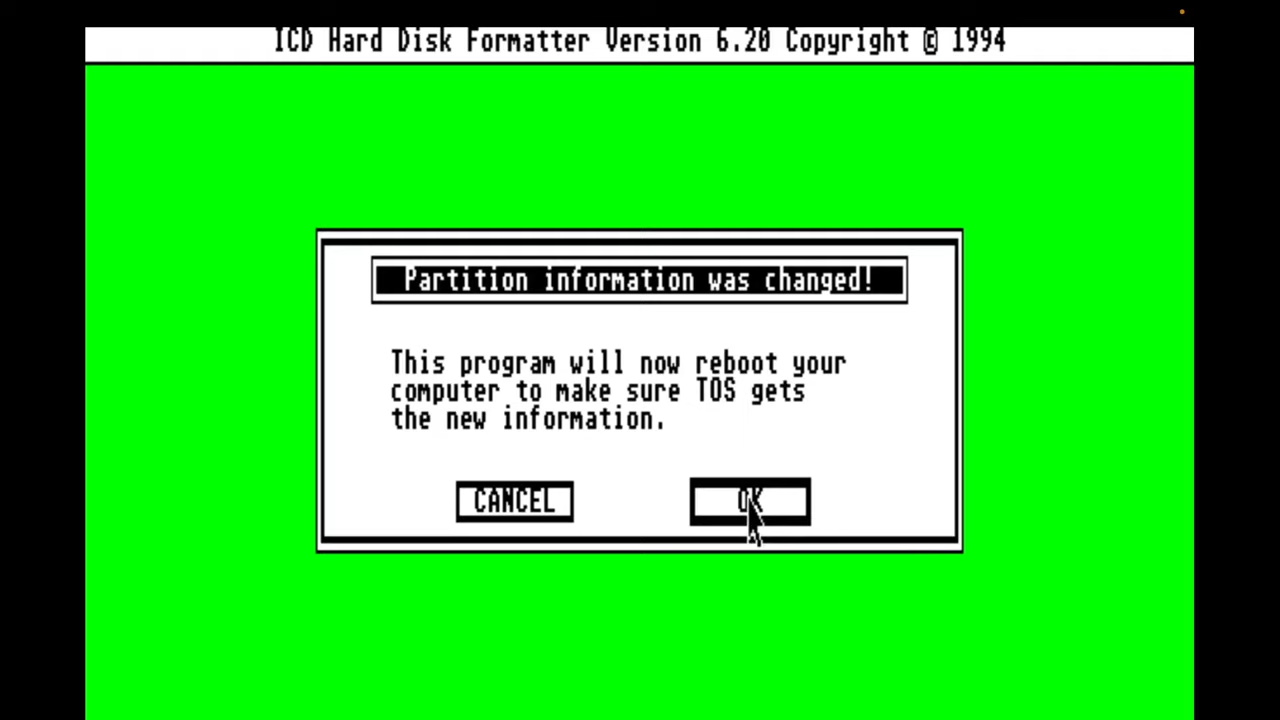 ICD Hard Disk Formatter Version 6.20 Copyright © 1994
Partition information was changed!
This program will now reboot your
computer to make sure TOS gets
the new information.
CANCEL
OK